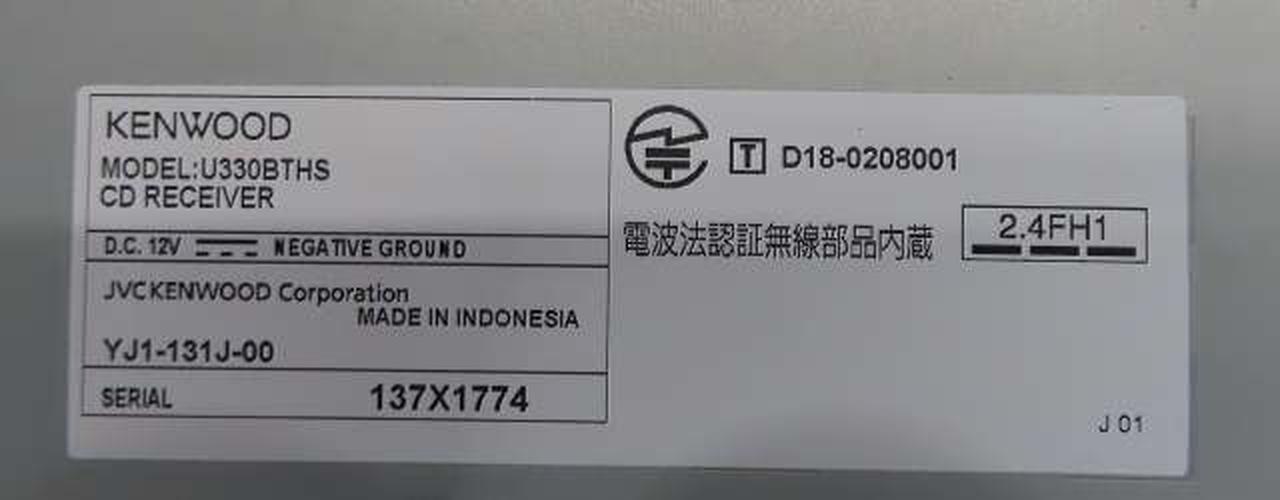 KENWOOD
MODEL:U330BTHS
CD RECEIVER
D.C. 12V NEGATIVE GROUND
JVCKENWOOD Corporation
MADE IN INDONESIA
YJ1-131J-00
SERIAL 137X1774
T D18-0208001
電波法認証無線部品内蔵 2.4FH1
J 01